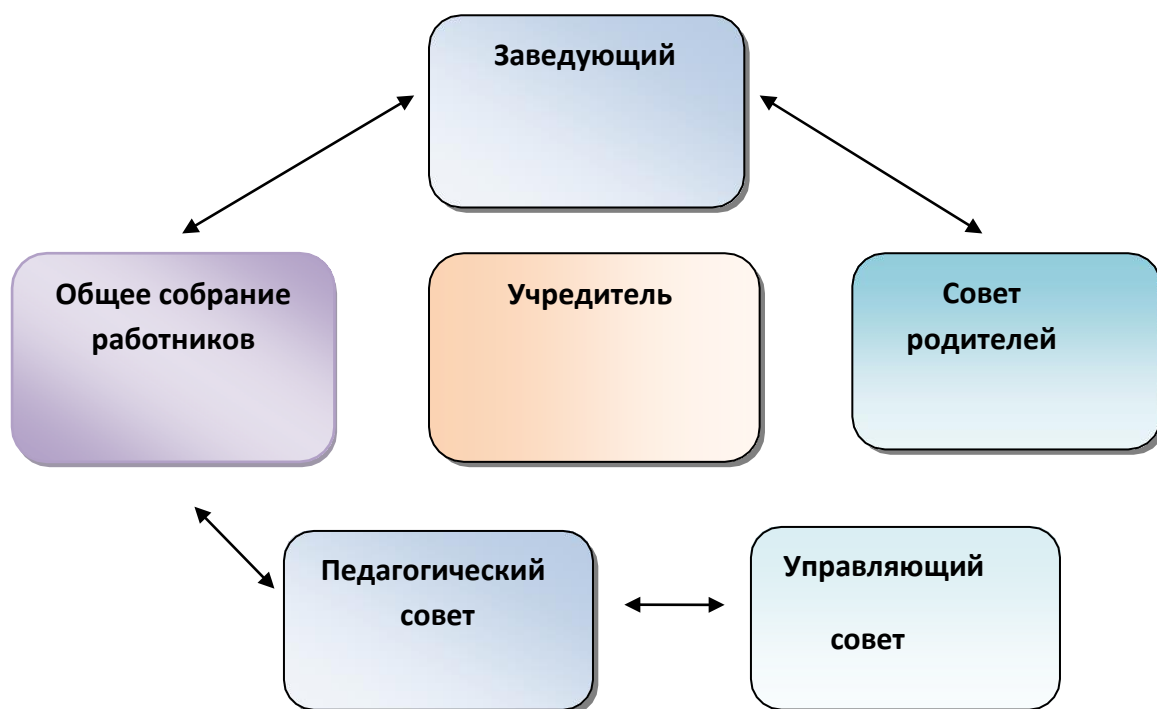 Заведующий
Общее собрание
работников
Учредитель
Совет
родителей
Педагогический
совет
Управляющий
совет